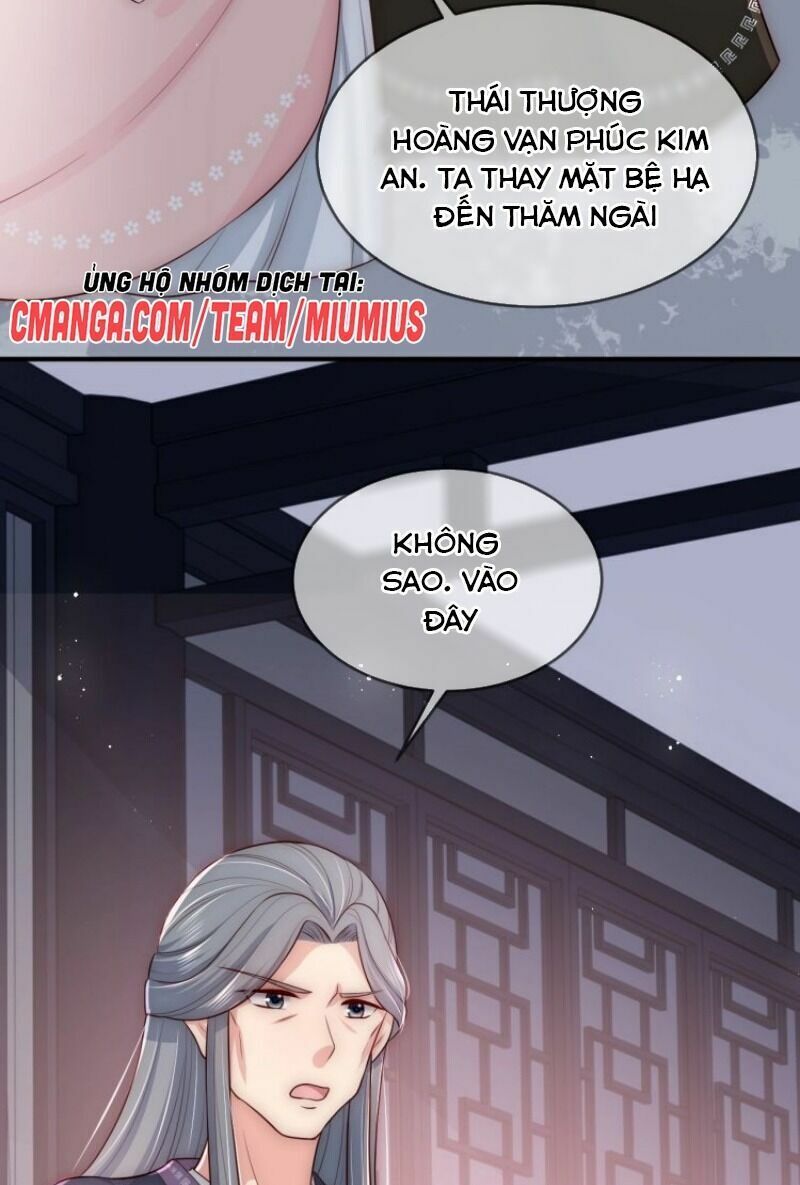 THÁI THƯỢNG
HOÀNG VẠN PHÚC KIM
AN. TA THAY MẶT BỆ HẠ
ĐẾN THĂM NGÀI
ỦNG HỘ NHÓM DỊCH TẠI:
CMANGA.COM/TEAM/MIUMIUS
KHÔNG
SAO. VÀO
ĐÂY